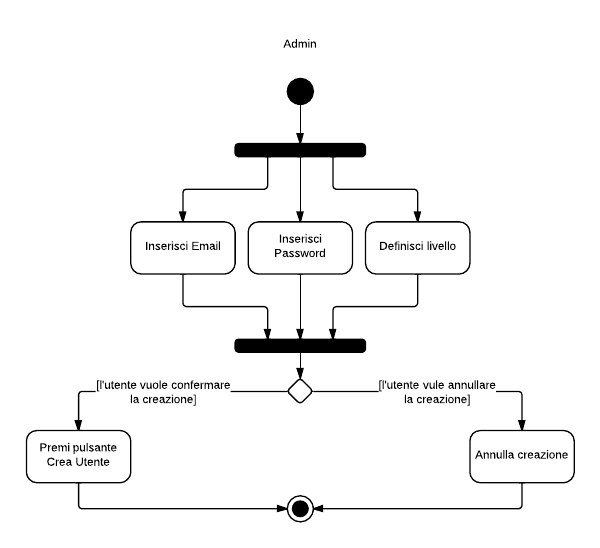 Admin
Inserisci Email
Inserisci
Password
Definisci livello
[l'utente vuole confermare
la creazione]
[l'utente vule annullare
la creazione]
Premi pulsante
Crea Utente
Annulla creazione